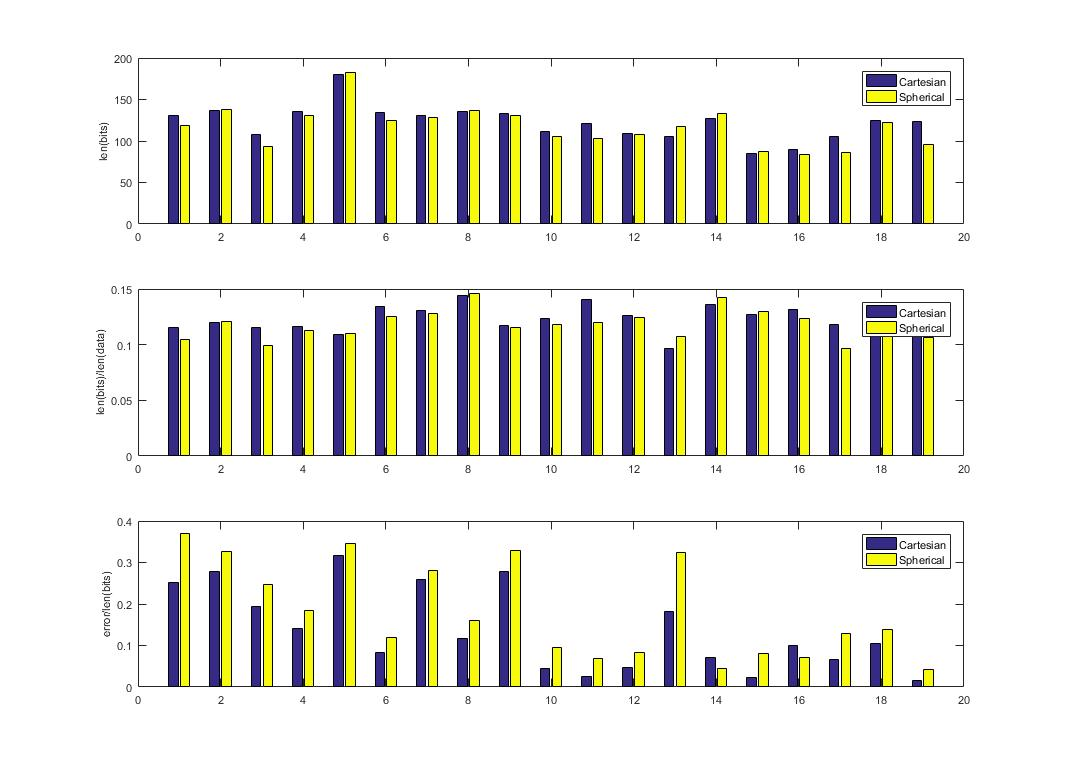 200
150
100
50
0
len(bits)
Cartesian
Spherical
0 2 4 6 8 10 12 14 16 18 20
0.15
0.1
0.05
0
len(bits)/len(data)
Cartesian
Spherical
0 2 4 6 8 10 12 14 16 18 20
0.4
0.3
0.2
0.1
0
error/len(bits)
Cartesian
Spherical
0 2 4 6 8 10 12 14 16 18 20